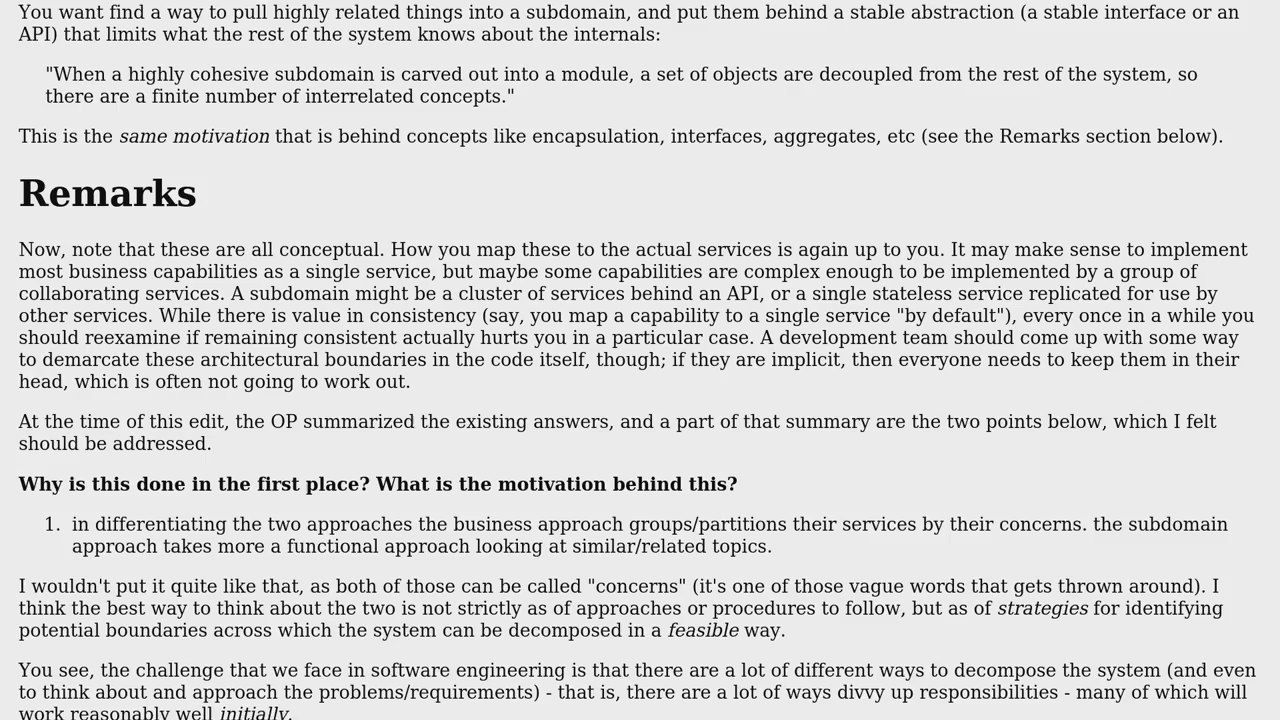 You want find a way to pull highly related things into a subdomain, and put them behind a stable abstraction (a stable interface or an
API) that limits what the rest of the system knows about the internals:
"When a highly cohesive subdomain is carved out into a module, a set of objects are decoupled from the rest of the system, so
there are a finite number of interrelated concepts."
This is the same motivation that is behind concepts like encapsulation, interfaces, aggregates, etc (see the Remarks section below).
Remarks
Now, note that these are all conceptual. How you map these to the actual services is again up to you. It may make sense to implement
most business capabilities as a single service, but maybe some capabilities are complex enough to be implemented by a group of
collaborating services. A subdomain might be a cluster of services behind an API, or a single stateless service replicated for use by
other services. While there is value in consistency (say, you map a capability to a single service "by default"), every once in a while you
should reexamine if remaining consistent actually hurts you in a particular case. A development team should come up with some way
to demarcate these architectural boundaries in the code itself, though; if they are implicit, then everyone needs to keep them in their
head, which is often not going to work out.
At the time of this edit, the OP summarized the existing answers, and a part of that summary are the two points below, which I felt
should be addressed.
Why is this done in the first place? What is the motivation behind this?
1. in differentiating the two approaches the business approach groups/partitions their services by their concerns. the subdomain
approach takes more a functional approach looking at similar/related topics.
I wouldn't put it quite like that, as both of those can be called "concerns" (it's one of those vague words that gets thrown around). I
think the best way to think about the two is not strictly as of approaches or procedures to follow, but as of strategies for identifying
potential boundaries across which the system can be decomposed in a feasible way.
You see, the challenge that we face in software engineering is that there are a lot of different ways to decompose the system (and even
to think about and approach the problems/requirements) - that is, there are a lot of ways divvy up responsibilities - many of which will
work reasonably well initially.